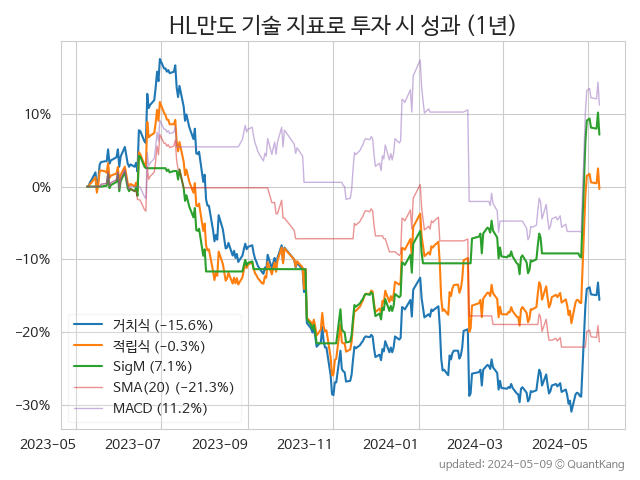 HL만도 기술 지표로 투자 시 성과 (1년)
10%
0%
−10%
−20%
−30%
거치식 (−15.6%)
적립식 (−0.3%)
SigM (7.1%)
SMA(20) (−21.3%)
MACD (11.2%)
2023-05 2023-07 2023-09 2023-11 2024-01 2024-03 2024-05
updated: 2024-05-09 © QuantKang